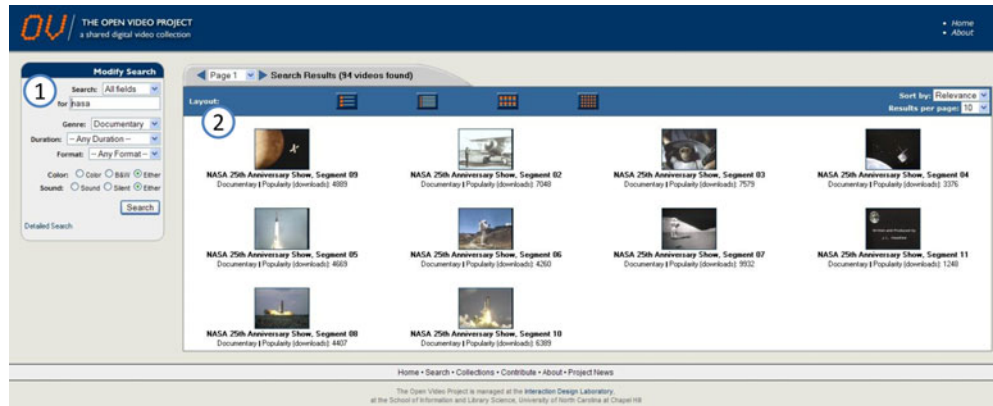 OV/ THE OPEN VIDEO PROJECT
a shared digital video collection
• Home
• About
Modify Search
1
Search: All fields
for nasa
Genre: Documentary
Duration: -- Any Duration --
Format: -- Any Format --
Color: Color B&W Either
Sound: Sound Silent Either
Search
Detailed Search
Page 1 Search Results (94 videos found)
Layout:
2
Sort by: Relevance
Results per page: 10
NASA 25th Anniversary Show, Segment 09
Documentary | Popularity (downloads): 4889
NASA 25th Anniversary Show, Segment 02
Documentary | Popularity (downloads): 7048
NASA 25th Anniversary Show, Segment 03
Documentary | Popularity (downloads): 7579
NASA 25th Anniversary Show, Segment 04
Documentary | Popularity (downloads): 3376
NASA 25th Anniversary Show, Segment 05
Documentary | Popularity (downloads): 4669
NASA 25th Anniversary Show, Segment 06
Documentary | Popularity (downloads): 4260
NASA 25th Anniversary Show, Segment 07
Documentary | Popularity (downloads): 9932
Written and Produced by
NASA 25th Anniversary Show, Segment 11
Documentary | Popularity (downloads): 1240
NASA 25th Anniversary Show, Segment 08
Documentary | Popularity (downloads): 4407
NASA 25th Anniversary Show, Segment 10
Documentary | Popularity (downloads): 6389
Home • Search • Collections • Contribute • About • Project News
The Open Video Project is managed at the Interaction Design Laboratory,
at the School of Information and Library Science, University of North Carolina at Chapel Hill